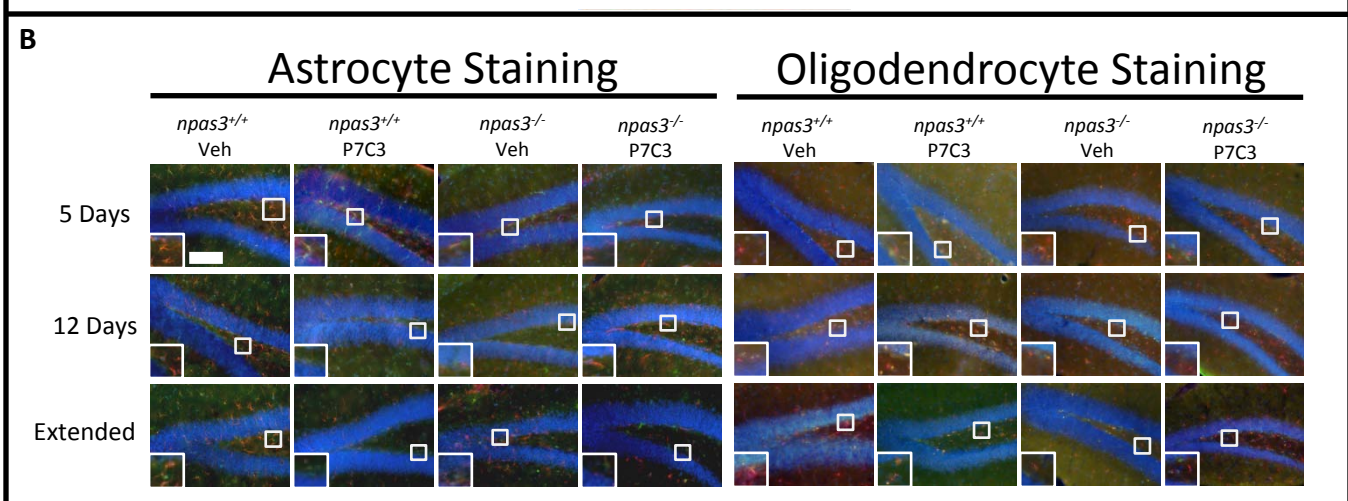 B
Astrocyte Staining
Oligodendrocyte Staining
npas3+/+ Veh
npas3+/+ P7C3
npas3-/- Veh
npas3-/- P7C3
npas3+/+ Veh
npas3+/+ P7C3
npas3-/- Veh
npas3-/- P7C3
5 Days
12 Days
Extended